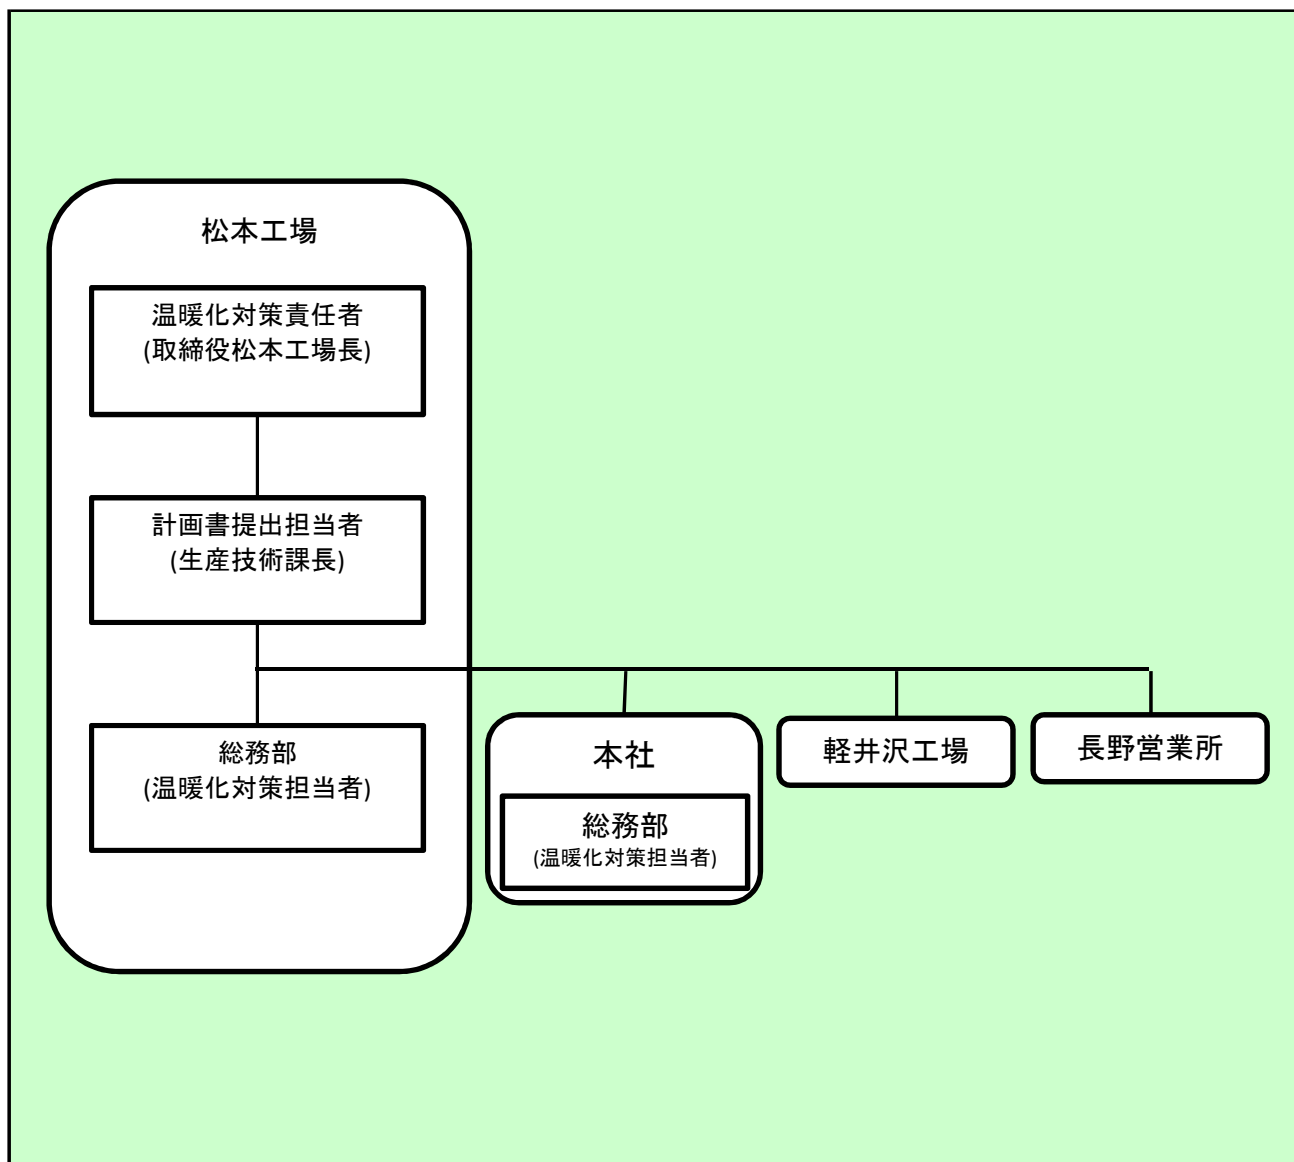 松本工場
温暖化対策責任者
(取締役松本工場長)
計画書提出担当者
(生産技術課長)
総務部
(温暖化対策担当者)
本社
総務部
(温暖化対策担当者)
軽井沢工場
長野営業所